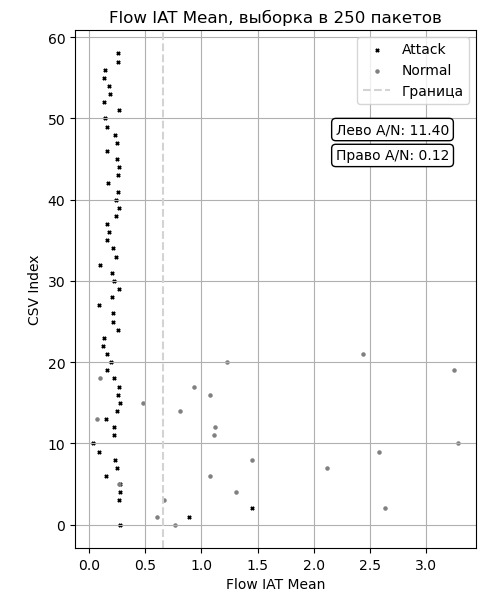 Flow IAT Mean, выборка в 250 пакетов
Attack
Normal
Граница
Лево A/N: 11.40
Право A/N: 0.12
60
50
40
30
20
10
0
CSV Index
0.0 0.5 1.0 1.5 2.0 2.5 3.0
Flow IAT Mean